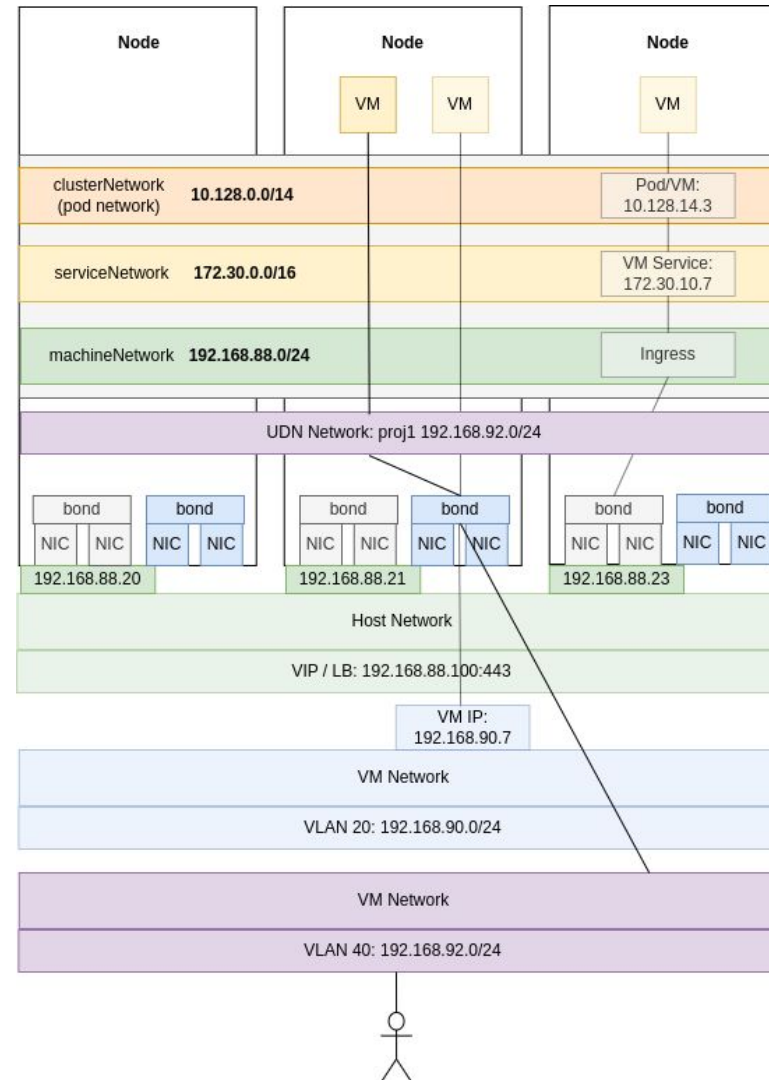 Node
Node
Node
VM
VM
VM
clusterNetwork
(pod network)
10.128.0.0/14
Pod/VM:
10.128.14.3
serviceNetwork
172.30.0.0/16
VM Service:
172.30.10.7
machineNetwork
192.168.88.0/24
Ingress
UDN Network: proj1 192.168.92.0/24
bond
bond
bond
bond
bond
bond
NIC
NIC
NIC
NIC
NIC
NIC
NIC
NIC
NIC
NIC
NIC
NIC
192.168.88.20
192.168.88.21
192.168.88.23
Host Network
VIP / LB: 192.168.88.100:443
VM IP:
192.168.90.7
VM Network
VLAN 20: 192.168.90.0/24
VM Network
VLAN 40: 192.168.92.0/24